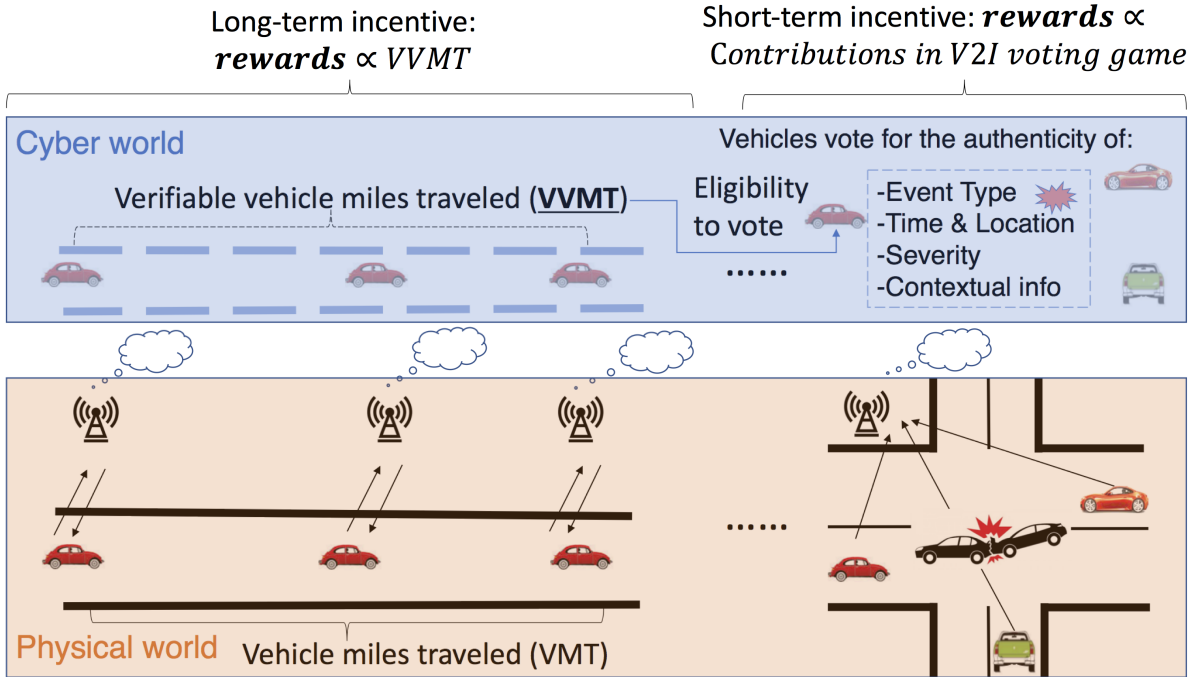 Long-term incentive:
rewards ∝ VVMT
Short-term incentive: rewards ∝
Contributions in V2I voting game
Cyber world
Vehicles vote for the authenticity of:
Verifiable vehicle miles traveled (VVMT)
Eligibility
to vote
-Event Type
-Time & Location
-Severity
-Contextual info
......
......
Physical world
Vehicle miles traveled (VMT)